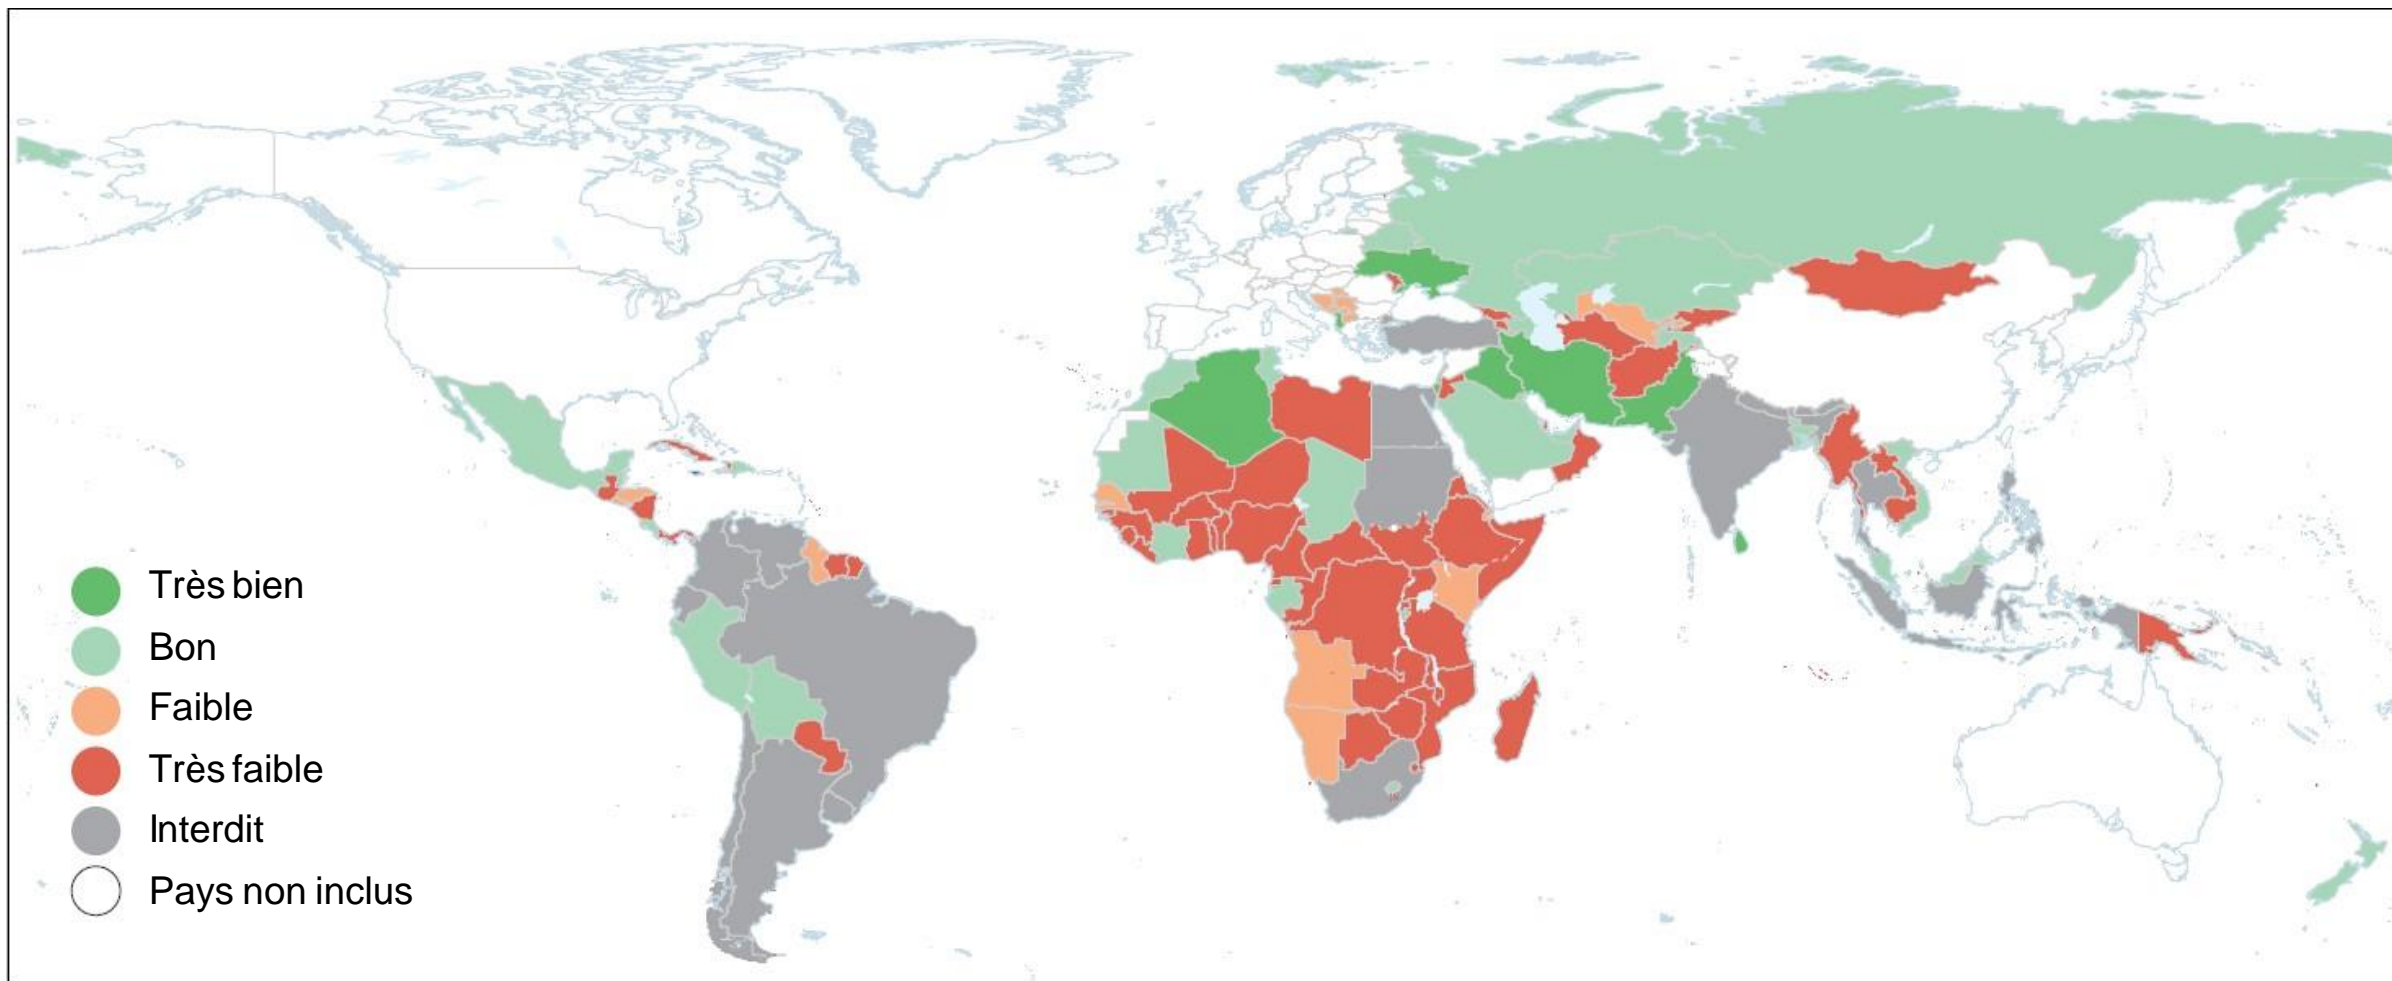 Très bien
Bon
Faible
Très faible
Interdit
Pays non inclus